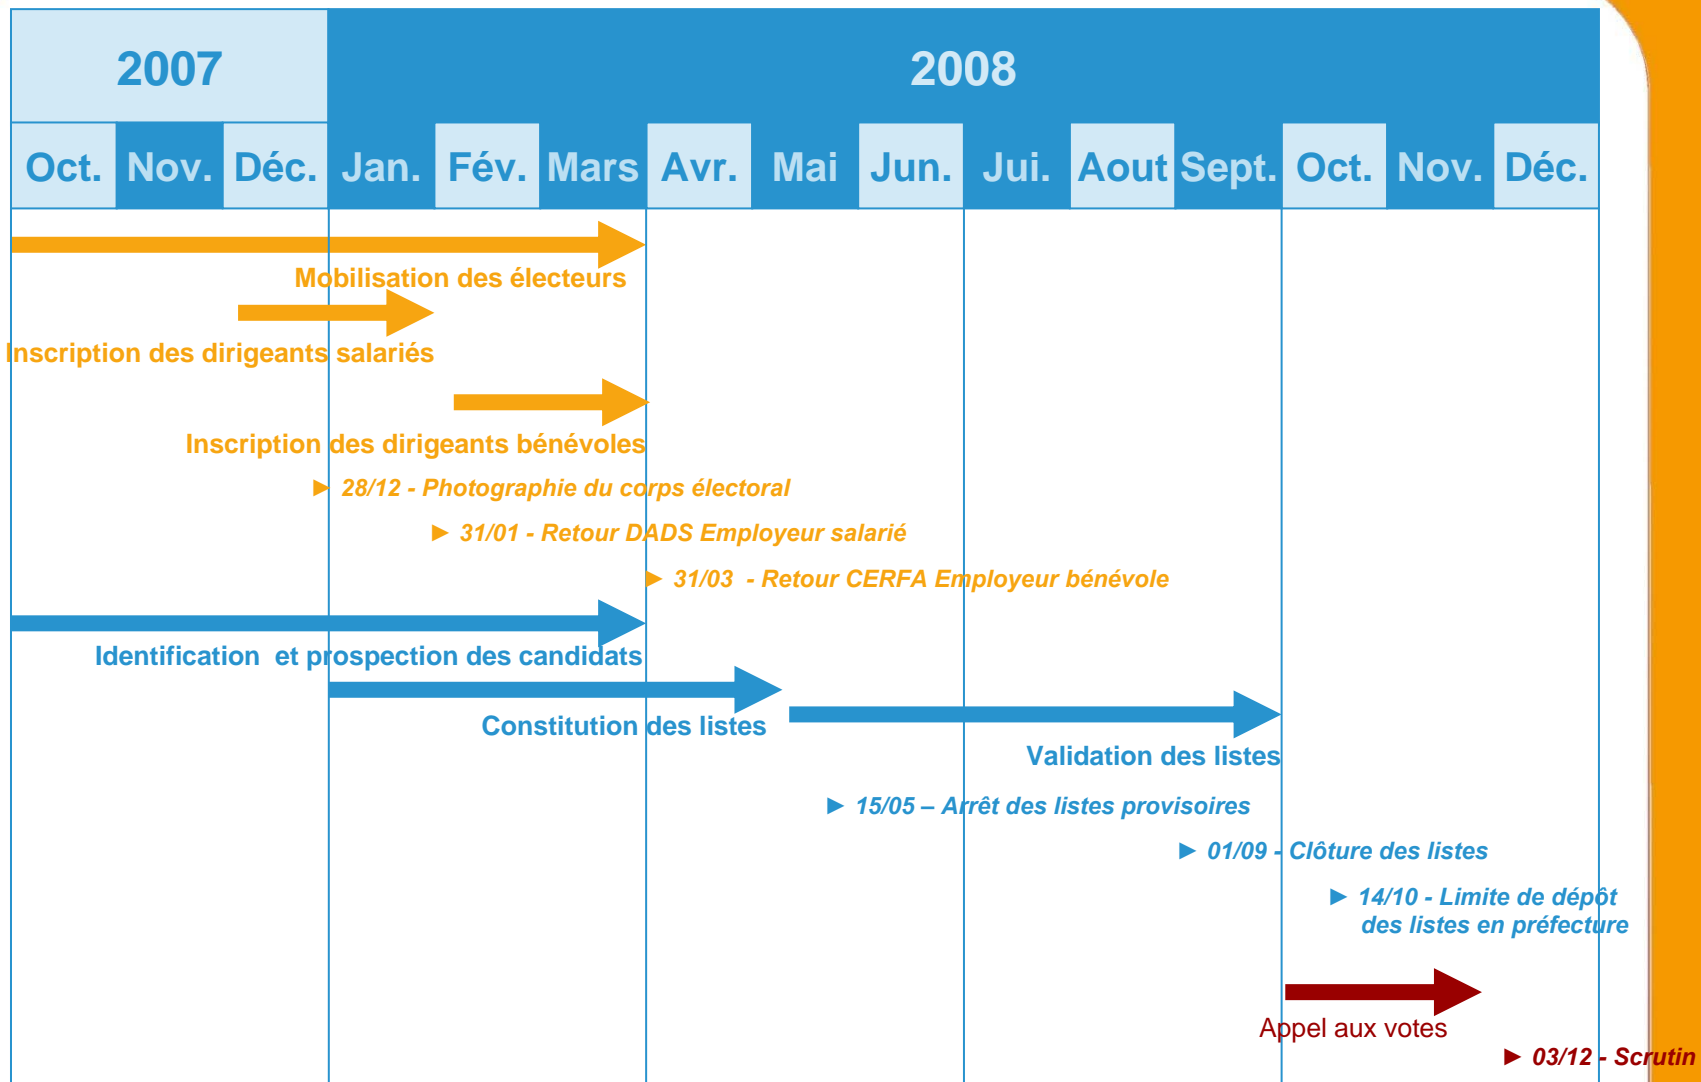 2007
2008
Oct. Nov. Déc. Jan. Fév. Mars Avr. Mai Jun. Jui. Aout Sept. Oct. Nov. Déc.
Mobilisation des électeurs
Inscription des dirigeants salariés
Inscription des dirigeants bénévoles
► 28/12 - Photographie du corps électoral
► 31/01 - Retour DADS Employeur salarié
► 31/03 - Retour CERFA Employeur bénévole
Identification et prospection des candidats
Constitution des listes
Validation des listes
► 15/05 – Arrêt des listes provisoires
► 01/09 - Clôture des listes
► 14/10 - Limite de dépôt
des listes en préfecture
Appel aux votes
► 03/12 - Scrutin